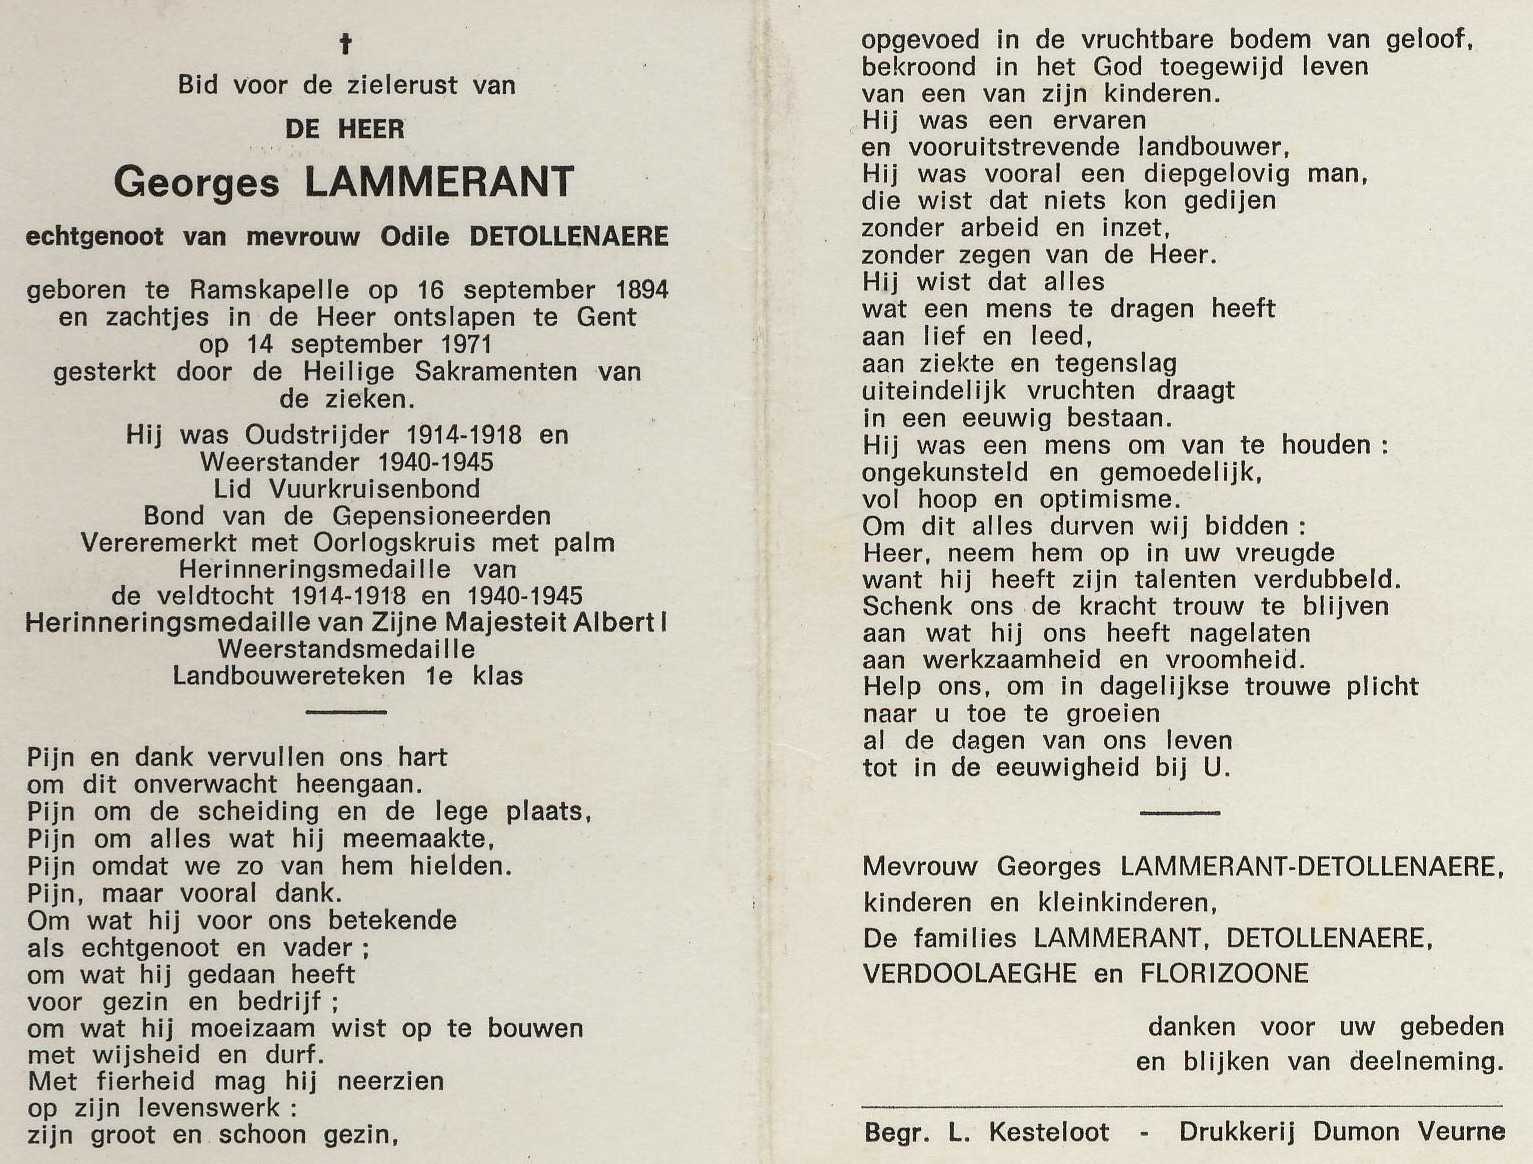 ✝
Bid voor de zielerust van
DE HEER
Georges LAMMERANT
echtgenoot van mevrouw Odile DETOLLENAERE
geboren te Ramskapelle op 16 september 1894
en zachtjes in de Heer ontslapen te Gent
op 14 september 1971
gesterkt door de Heilige Sakramenten van
de zieken.
Hij was Oudstrijder 1914-1918 en
Weerstander 1940-1945
Lid Vuurkruisenbond
Bond van de Gepensioneerden
Vereremerkt met Oorlogskruis met palm
Herinneringsmedaille van
de veldtocht 1914-1918 en 1940-1945
Herinneringsmedaille van Zijne Majesteit Albert I
Weerstandsmedaille
Landbouwereteken 1e klas
Pijn en dank vervullen ons hart
om dit onverwacht heengaan.
Pijn om de scheiding en de lege plaats,
Pijn om alles wat hij meemaakte,
Pijn omdat we zo van hem hielden.
Pijn, maar vooral dank.
Om wat hij voor ons betekende
als echtgenoot en vader ;
om wat hij gedaan heeft
voor gezin en bedrijf ;
om wat hij moeizaam wist op te bouwen
met wijsheid en durf.
Met fierheid mag hij neerzien
op zijn levenswerk :
zijn groot en schoon gezin,
opgevoed in de vruchtbare bodem van geloof,
bekroond in het God toegewijd leven
van een van zijn kinderen.
Hij was een ervaren
en vooruitstrevende landbouwer,
Hij was vooral een diepgelovig man,
die wist dat niets kon gedijen
zonder arbeid en inzet,
zonder zegen van de Heer.
Hij wist dat alles
wat een mens te dragen heeft
aan lief en leed,
aan ziekte en tegenslag
uiteindelijk vruchten draagt
in een eeuwig bestaan.
Hij was een mens om van te houden :
ongekunsteld en gemoedelijk,
vol hoop en optimisme.
Om dit alles durven wij bidden :
Heer, neem hem op in uw vreugde
want hij heeft zijn talenten verdubbeld.
Schenk ons de kracht trouw te blijven
aan wat hij ons heeft nagelaten
aan werkzaamheid en vroomheid.
Help ons, om in dagelijkse trouwe plicht
naar u toe te groeien
al de dagen van ons leven
tot in de eeuwigheid bij U.
Mevrouw Georges LAMMERANT-DETOLLENAERE,
kinderen en kleinkinderen,
De families LAMMERANT, DETOLLENAERE,
VERDOOLAEGHE en FLORIZOONE
danken voor uw gebeden
en blijken van deelneming.
Begr. L. Kesteloot - Drukkerij Dumon Veurne